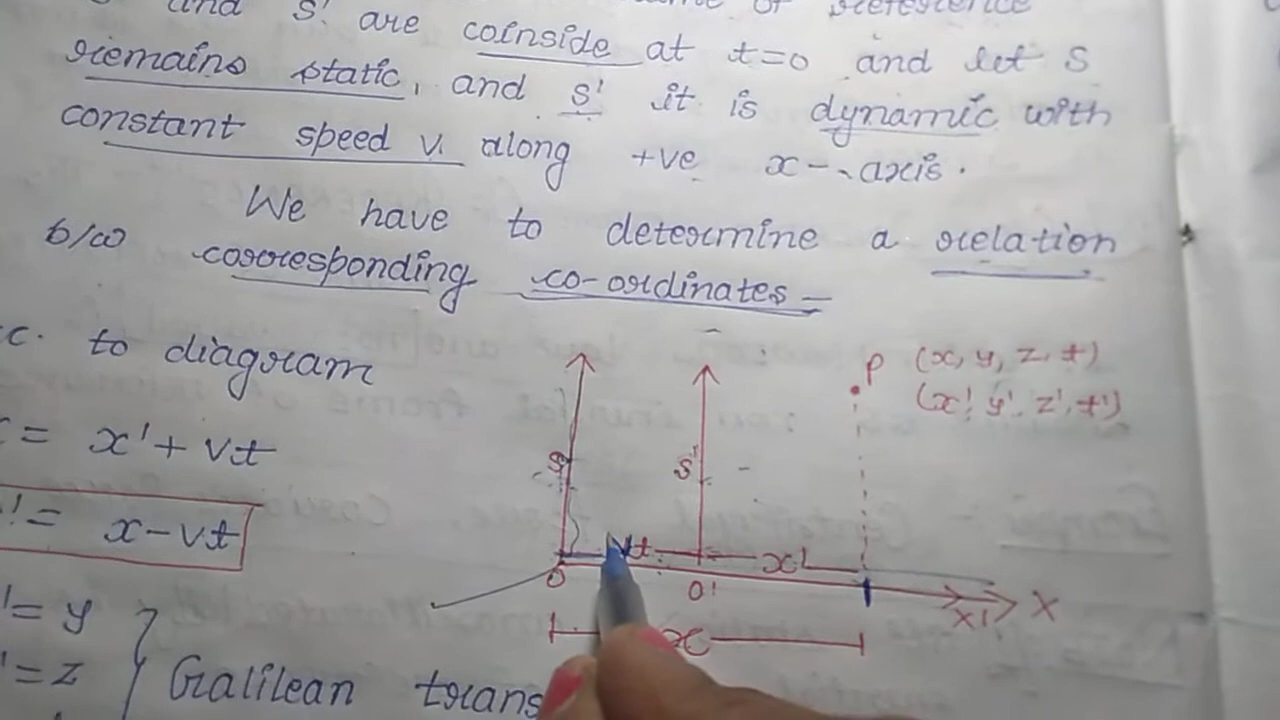 and S' are coinside at t=0 and let S
remains static, and S' it is dynamic with
constant speed v. along +ve x-axis.
We have to determine a relation
b/w corresponding co-ordinates-
to diagram
= x' + vt
' = x - vt
' = y
' = z
Galilean trans
P (x, y, z, t)
(x', y', z', t')
S S'
vt x'
O O' X' X
x